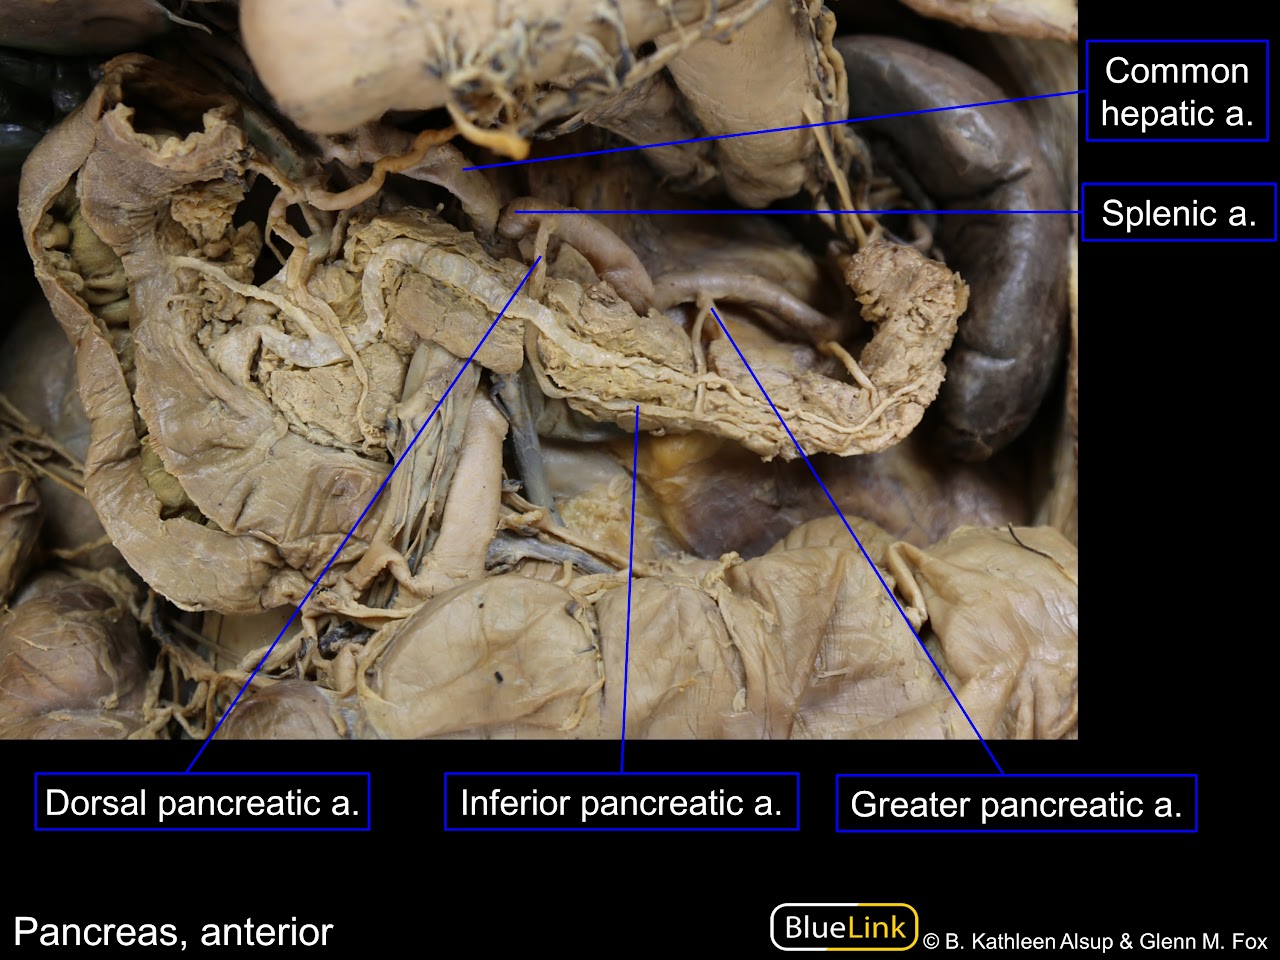 Common
hepatic a.
Splenic a.
Dorsal pancreatic a.
Inferior pancreatic a.
Greater pancreatic a.
Pancreas, anterior
BlueLink
© B. Kathleen Alsup & Glenn M. Fox